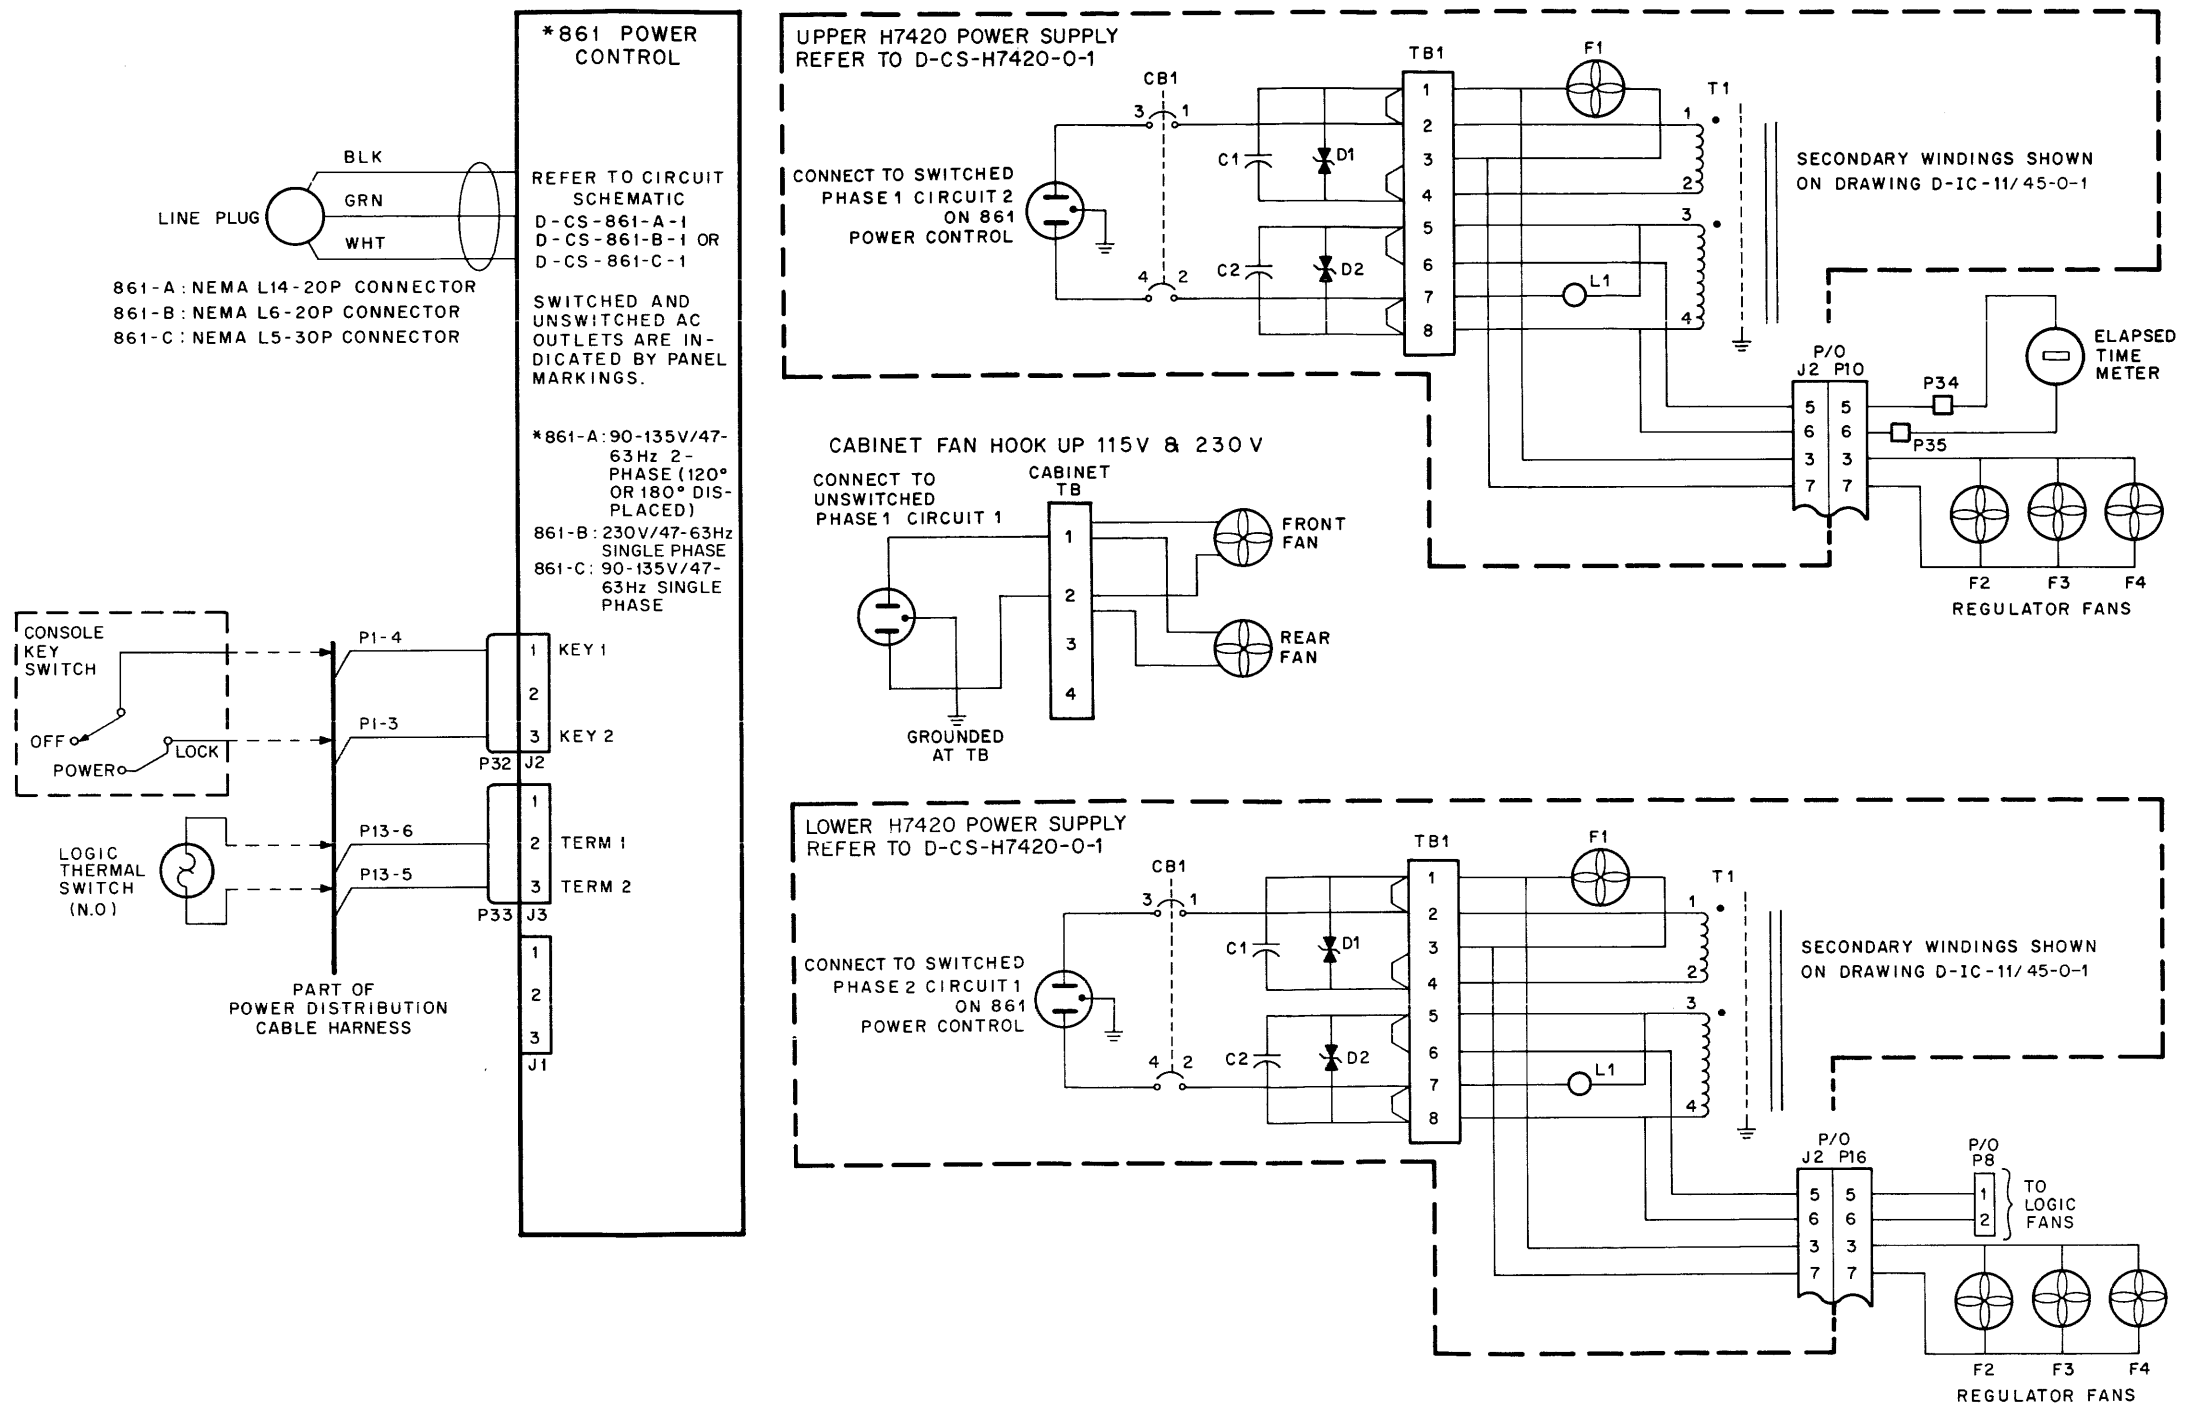 *861 POWER
CONTROL
BLK
GRN
WHT
LINE PLUG
861-A: NEMA L14-20P CONNECTOR
861-B: NEMA L6-20P CONNECTOR
861-C: NEMA L5-30P CONNECTOR
REFER TO CIRCUIT
SCHEMATIC
D-CS-861-A-1
D-CS-861-B-1 OR
D-CS-861-C-1
SWITCHED AND
UNSWITCHED AC
OUTLETS ARE IN-
DICATED BY PANEL
MARKINGS.
*861-A: 90-135V/47-
63Hz 2-
PHASE (120°
OR 180° DIS-
PLACED)
861-B: 230V/47-63Hz
SINGLE PHASE
861-C: 90-135V/47-
63Hz SINGLE
PHASE
CONSOLE
KEY
SWITCH
OFF
LOCK
POWER
P1-4
P1-3
1 KEY 1
2
3 KEY 2
P32 J2
LOGIC
THERMAL
SWITCH
(N.O)
P13-6
P13-5
1
2 TERM 1
3 TERM 2
P33 J3
1
2
3
J1
PART OF
POWER DISTRIBUTION
CABLE HARNESS
UPPER H7420 POWER SUPPLY
REFER TO D-CS-H7420-0-1
CB1
3 1
4 2
CONNECT TO SWITCHED
PHASE 1 CIRCUIT 2
ON 861
POWER CONTROL
C1
D1
C2
D2
TB1
1
2
3
4
5
6
7
8
F1
L1
T1
1
2
3
4
SECONDARY WINDINGS SHOWN
ON DRAWING D-IC-11/45-0-1
P/O
J2 P10
5 5
6 6
3 3
7 7
P34
P35
ELAPSED
TIME
METER
F2 F3 F4
REGULATOR FANS
CABINET FAN HOOK UP 115V & 230V
CONNECT TO
UNSWITCHED
PHASE 1 CIRCUIT 1
CABINET
TB
1
2
3
4
FRONT
FAN
REAR
FAN
GROUNDED
AT TB
LOWER H7420 POWER SUPPLY
REFER TO D-CS-H7420-0-1
CB1
3 1
4 2
CONNECT TO SWITCHED
PHASE 2 CIRCUIT 1
ON 861
POWER CONTROL
C1
D1
C2
D2
TB1
1
2
3
4
5
6
7
8
F1
L1
T1
1
2
3
4
SECONDARY WINDINGS SHOWN
ON DRAWING D-IC-11/45-0-1
P/O
J2 P16
5 5
6 6
3 3
7 7
P/O
P8
1
2
TO
LOGIC
FANS
F2 F3 F4
REGULATOR FANS